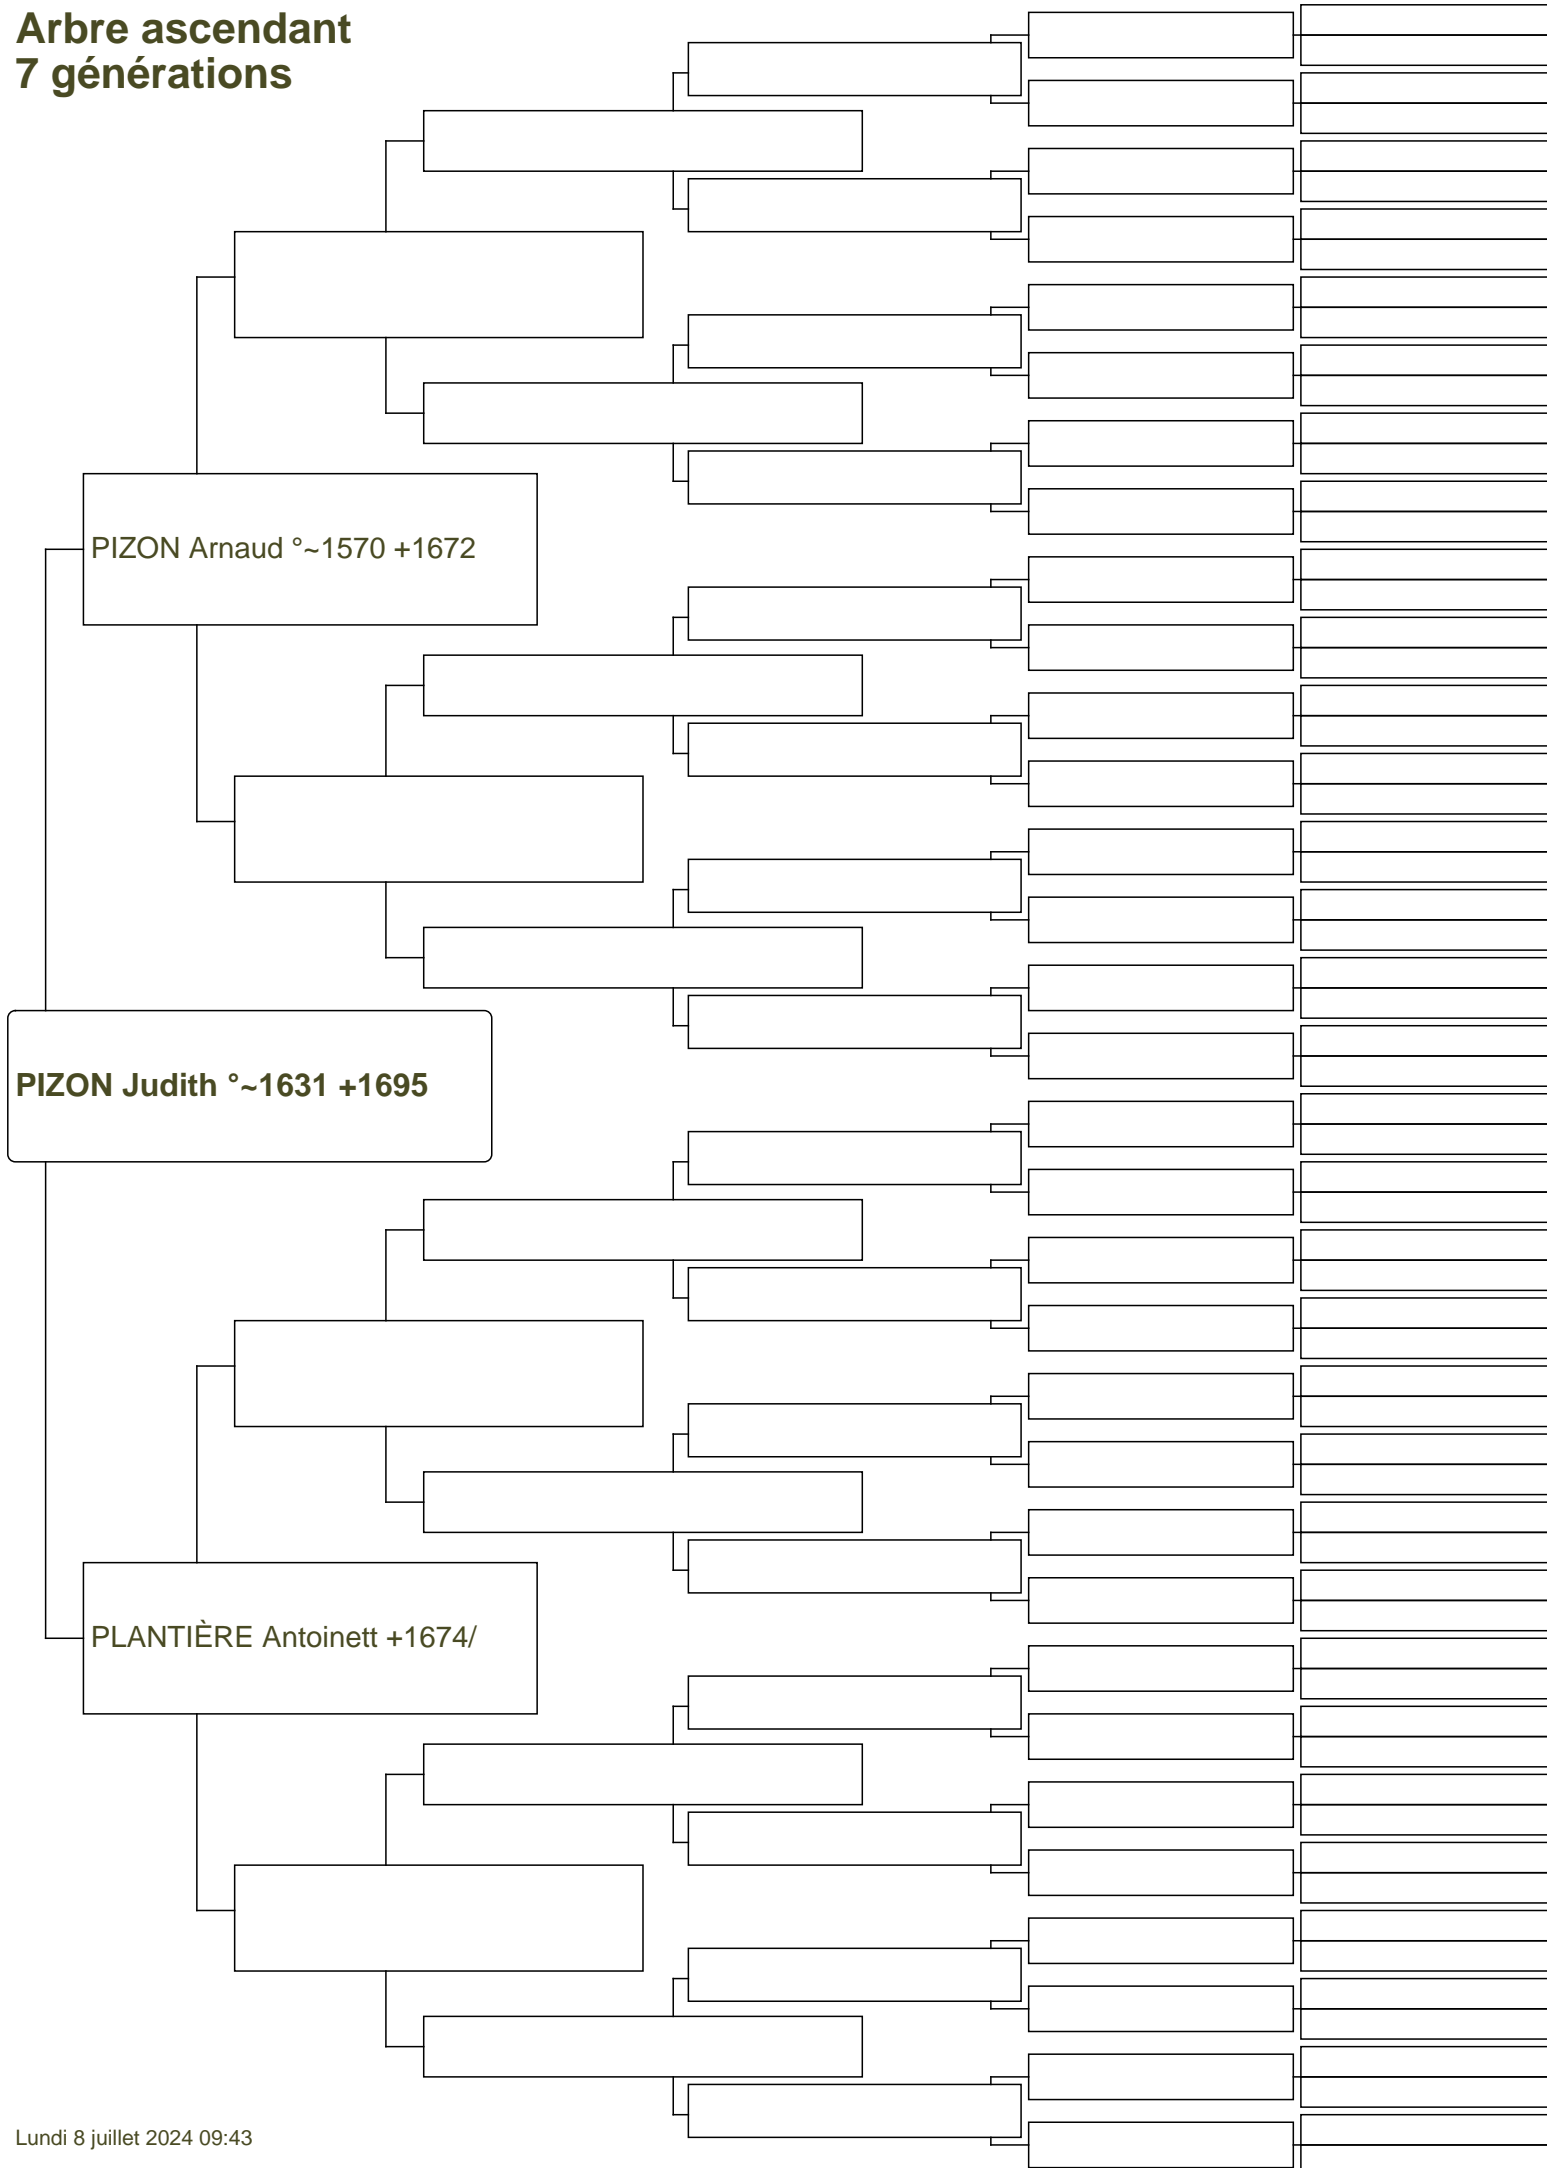 Arbre ascendant
7 générations
PIZON Arnaud °~1570 +1672
PIZON Judith °~1631 +1695
PLANTIÈRE Antoinett +1674/
Lundi 8 juillet 2024 09:43